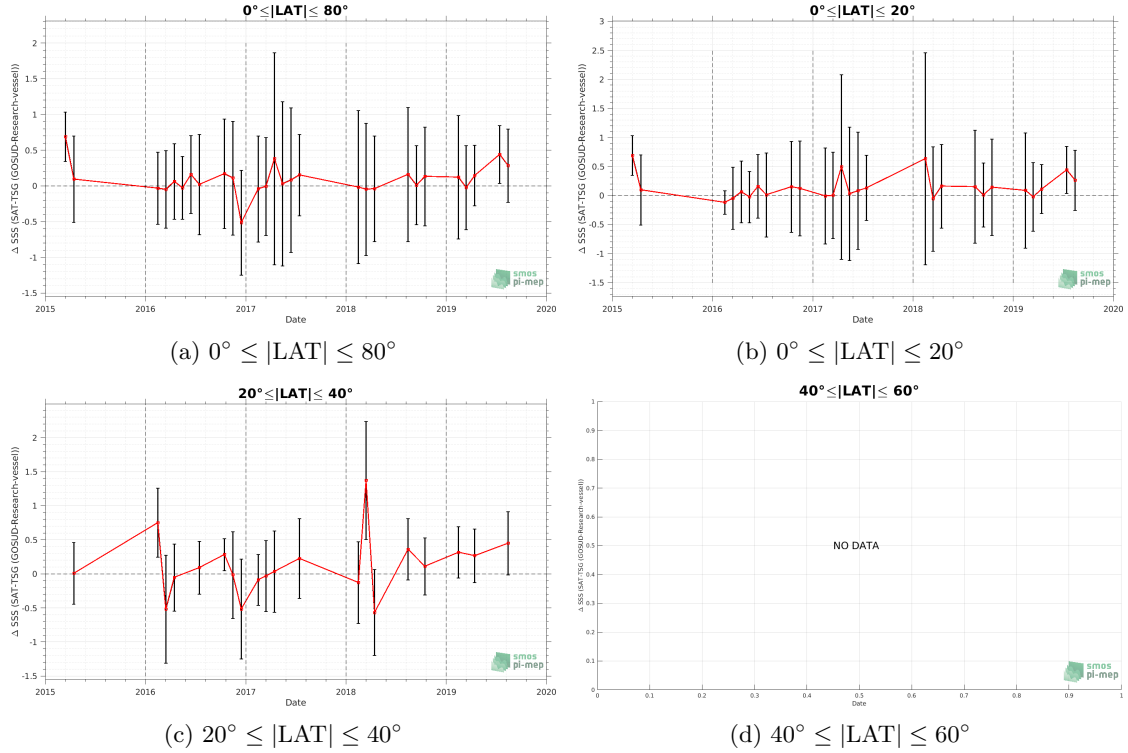 0°≤|LAT|≤ 80°
Δ SSS (SAT-TSG (GOSUD-Research-vessel))
2
1.5
1
0.5
0
-0.5
-1
-1.5
2015 2016 2017 2018 2019 2020
Date
smos
pi-mep
(a) 0° ≤ |LAT| ≤ 80°
0°≤|LAT|≤ 20°
Δ SSS (SAT-TSG (GOSUD-Research-vessel))
3
2.5
2
1.5
1
0.5
0
-0.5
-1
-1.5
2015 2016 2017 2018 2019 2020
Date
smos
pi-mep
(b) 0° ≤ |LAT| ≤ 20°
20°≤|LAT|≤ 40°
Δ SSS (SAT-TSG (GOSUD-Research-vessel))
2
1.5
1
0.5
0
-0.5
-1
-1.5
2015 2016 2017 2018 2019 2020
Date
smos
pi-mep
(c) 20° ≤ |LAT| ≤ 40°
40°≤|LAT|≤ 60°
Δ SSS (SAT-TSG (GOSUD-Research-vessel))
1
0.9
0.8
0.7
0.6
0.5
0.4
0.3
0.2
0.1
0
NO DATA
0 0.1 0.2 0.3 0.4 0.5 0.6 0.7 0.8 0.9 1
Date
smos
pi-mep
(d) 40° ≤ |LAT| ≤ 60°